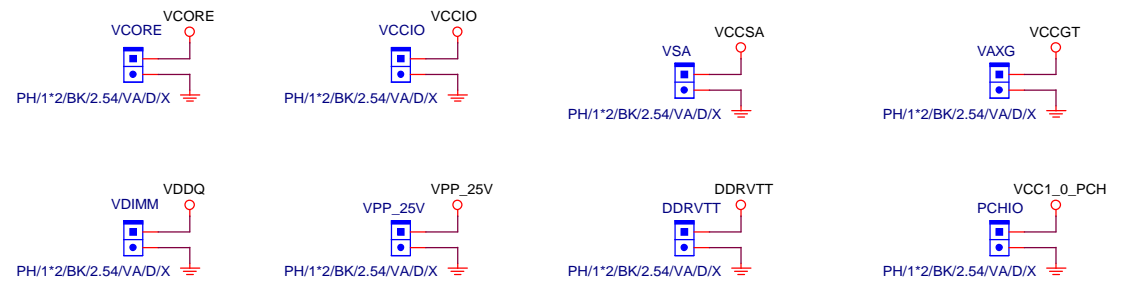 VCORE
VCORE
PH/1*2/BK/2.54/VA/D/X
VCCIO
VCCIO
PH/1*2/BK/2.54/VA/D/X
VCCSA
VSA
PH/1*2/BK/2.54/VA/D/X
VCCGT
VAXG
PH/1*2/BK/2.54/VA/D/X
VDDQ
VDIMM
PH/1*2/BK/2.54/VA/D/X
VPP_25V
VPP_25V
PH/1*2/BK/2.54/VA/D/X
DDRVTT
DDRVTT
PH/1*2/BK/2.54/VA/D/X
VCC1_0_PCH
PCHIO
PH/1*2/BK/2.54/VA/D/X